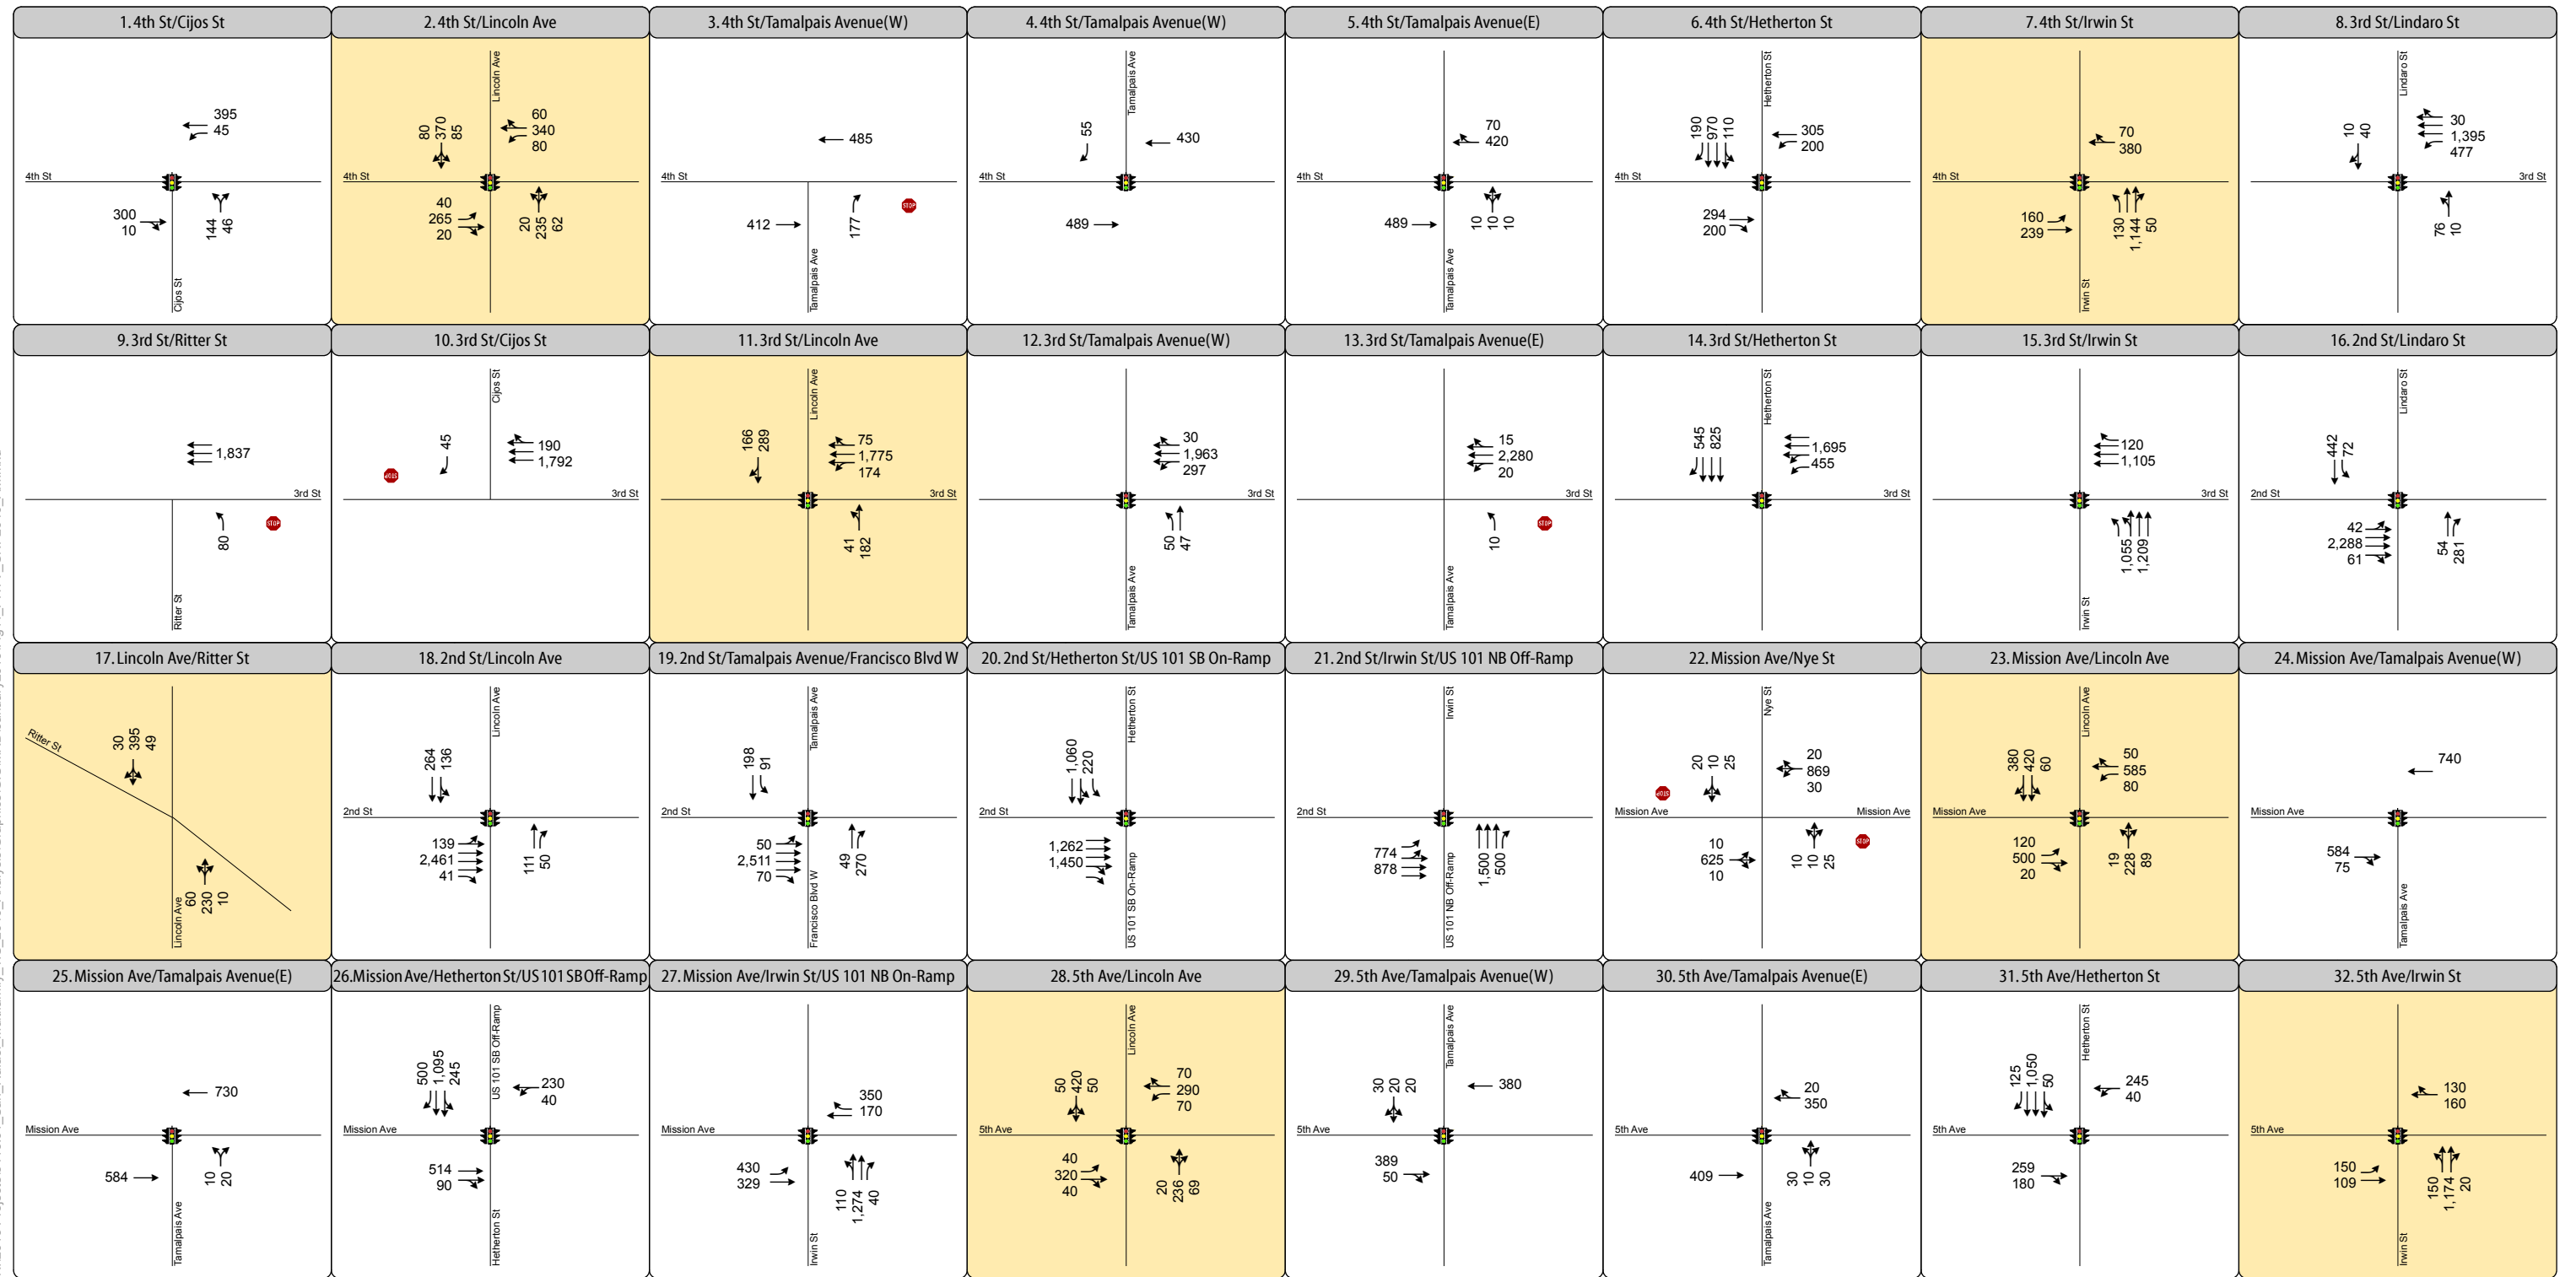 1.4th St/Cijos St
395
45
4th St
300
10
144
46
Cijos St
2.4th St/Lincoln Ave
Lincoln Ave
80
370
85
60
340
80
4th St
40
265
20
20
235
62
3.4th St/Tamalpais Avenue(W)
485
4th St
412
177
STOP
Tamalpais Ave
4.4th St/Tamalpais Avenue(W)
Tamalpais Ave
55
430
4th St
489
5.4th St/Tamalpais Avenue(E)
70
420
4th St
489
10
10
10
Tamalpais Ave
6.4th St/Hetherton St
Hetherton St
190
970
110
305
200
4th St
294
200
7.4th St/Irwin St
70
380
4th St
160
239
130
1,144
50
Irwin St
8.3rd St/Lindaro St
Lindaro St
10
40
30
1,395
477
3rd St
76
10
9.3rd St/Ritter St
1,837
3rd St
80
STOP
Ritter St
10.3rd St/Cijos St
Cijos St
45
190
1,792
STOP
3rd St
11.3rd St/Lincoln Ave
Lincoln Ave
166
289
75
1,775
174
3rd St
41
182
12.3rd St/Tamalpais Avenue(W)
30
1,963
297
3rd St
50
47
Tamalpais Ave
13.3rd St/Tamalpais Avenue(E)
15
2,280
20
3rd St
10
STOP
Tamalpais Ave
14.3rd St/Hetherton St
Hetherton St
545
825
1,695
455
3rd St
15.3rd St/Irwin St
120
1,105
3rd St
1,055
1,209
Irwin St
16.2nd St/Lindaro St
Lindaro St
442
72
2nd St
42
2,288
61
54
281
17.Lincoln Ave/Ritter St
Ritter St
30
395
49
60
230
10
Lincoln Ave
18.2nd St/Lincoln Ave
Lincoln Ave
264
136
2nd St
139
2,461
41
111
50
19.2nd St/Tamalpais Avenue/Francisco Blvd W
Tamalpais Ave
198
91
2nd St
50
2,511
70
49
270
Francisco Blvd W
20.2nd St/Hetherton St/US 101 SB On-Ramp
Hetherton St
1,060
220
2nd St
1,262
1,450
US 101 SB On-Ramp
21.2nd St/Irwin St/US 101 NB Off-Ramp
Irwin St
2nd St
774
878
1,500
500
US 101 NB Off-Ramp
22.Mission Ave/Nye St
Nye St
20
10
25
20
869
30
STOP
Mission Ave
Mission Ave
10
625
10
10
10
25
STOP
23.Mission Ave/Lincoln Ave
Lincoln Ave
380
420
60
50
585
80
Mission Ave
120
500
20
19
228
89
24.Mission Ave/Tamalpais Avenue(W)
740
Mission Ave
584
75
Tamalpais Ave
25.Mission Ave/Tamalpais Avenue(E)
730
Mission Ave
584
10
20
Tamalpais Ave
26.Mission Ave/Hetherton St/US 101 SB Off-Ramp
US 101 SB Off-Ramp
500
1,095
245
230
40
Mission Ave
514
90
Hetherton St
27.Mission Ave/Irwin St/US 101 NB On-Ramp
350
170
Mission Ave
430
329
110
1,274
40
Irwin St
28.5th Ave/Lincoln Ave
Lincoln Ave
50
420
50
70
290
70
5th Ave
40
320
40
20
236
69
29.5th Ave/Tamalpais Avenue(W)
Tamalpais Ave
30
20
20
380
5th Ave
389
50
30.5th Ave/Tamalpais Avenue(E)
20
350
5th Ave
409
30
10
30
Tamalpais Ave
31.5th Ave/Hetherton St
Hetherton St
125
1,050
50
245
40
5th Ave
259
180
32.5th Ave/Irwin St
130
160
5th Ave
150
109
150
1,174
20
Irwin St